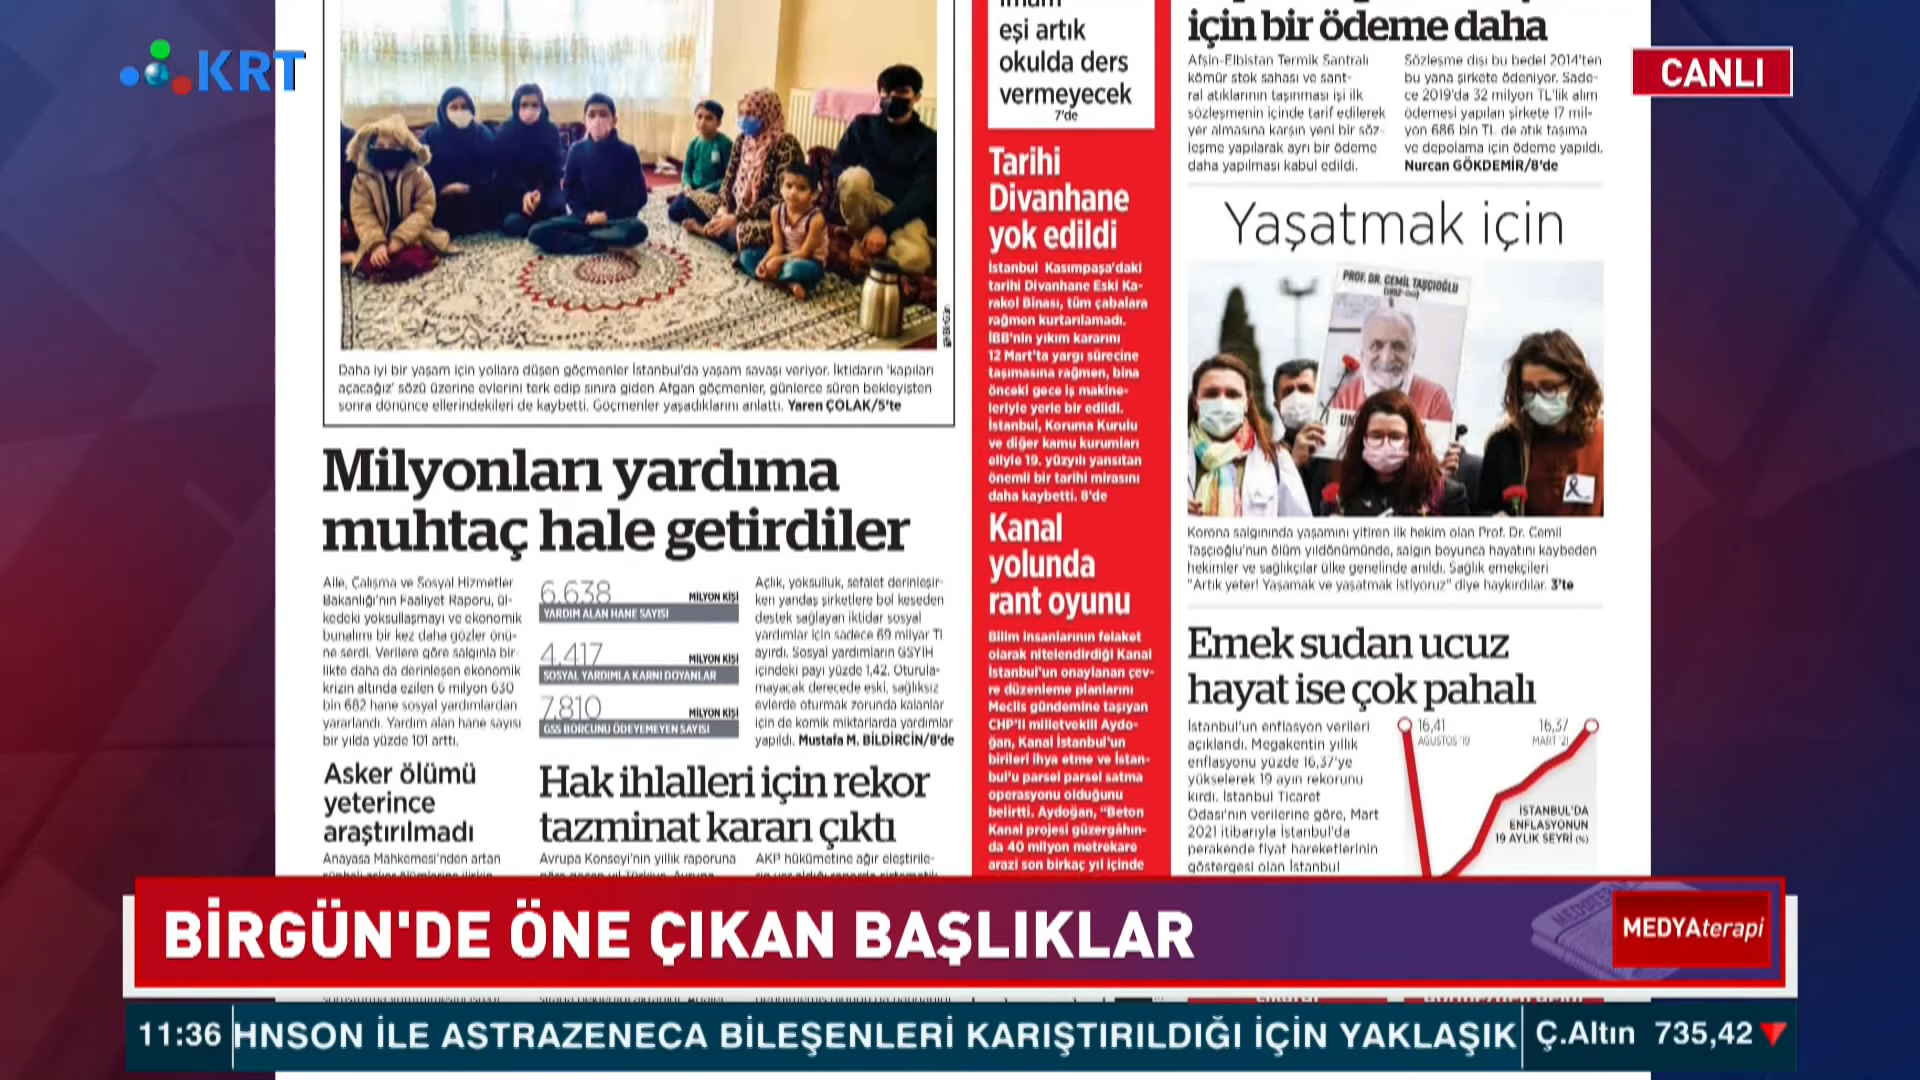 KRT
CANLI
eşi artık
okulda ders
vermeyecek
7'de
için bir ödeme daha
Afşin-Elbistan Termik Santralı
kömür stok sahası ve sant-
ral atıklarının taşınması işi ilk
sözleşmenin içinde tarif edilerek
yer almasına karşın yeni bir söz-
leşme yapılarak ayrı bir ödeme
daha yapılması kabul edildi.
Sözleşme dışı bu bedel 2014'ten
bu yana şirkete ödeniyor. Sade-
ce 2019'da 32 milyon TL'lik alım
ödemesi yapılan şirkete 17 mil-
yon 686 bin TL de atık taşıma
ve depolama için ödeme yapıldı.
Nurcan GÖKDEMİR/8'de
Daha iyi bir yaşam için yollara düşen göçmenler İstanbul'da yaşam savaşı veriyor. İktidarın 'kapıları
açacağız' sözü üzerine evlerini terk edip sınıra giden Afgan göçmenler, günlerce süren bekleyişten
sonra dönünce ellerindekileri de kaybetti. Göçmenler yaşadıklarını anlattı. Yaren ÇOLAK/5'te
Milyonları yardıma
muhtaç hale getirdiler
Aile, Çalışma ve Sosyal Hizmetler
Bakanlığı'nın Faaliyet Raporu, ül-
kedeki yoksullaşmayı ve ekonomik
bunalımı bir kez daha gözler önü-
ne serdi. Verilere göre salgınla bir-
likte daha da derinleşen ekonomik
krizin altında ezilen 6 milyon 630
bin 682 hane sosyal yardımlardan
yararlandı. Yardım alan hane sayısı
bir yılda yüzde 101 arttı.
6.638 MİLYON KİŞİ
YARDIM ALAN HANE SAYISI
4.417 MİLYON KİŞİ
SOSYAL YARDIMLA KARNI DOYANLAR
7.810 MİLYON KİŞİ
GSS BORCUNU ÖDEYEMEYEN SAYISI
Açlık, yoksulluk, sefalet derinleşir-
ken yandaş şirketlere bol keseden
destek sağlayan iktidar sosyal
yardımlar için sadece 69 milyar Tl
ayırdı. Sosyal yardımların GSYİH
içindeki payı yüzde 1,42. Oturula-
mayacak derecede eski, sağlıksız
evlerde oturmak zorunda kalanlar
için de komik miktarlarda yardımlar
yapıldı. Mustafa M. BİLDİRCİN/8'de
Asker ölümü
yeterince
araştırılmadı
Anayasa Mahkemesi'nden artan
Hak ihlalleri için rekor
tazminat kararı çıktı
Avrupa Konseyi'nin yıllık raporuna
AKP hükümetine ağır eleştirile-
Tarihi
Divanhane
yok edildi
İstanbul Kasımpaşa'daki
tarihi Divanhane Eski Ka-
rakol Binası, tüm çabalara
rağmen kurtarılamadı.
İBB'nin yıkım kararını
12 Mart'ta yargı sürecine
taşımasına rağmen, bina
önceki gece iş makine-
leriyle yerle bir edildi.
İstanbul, Koruma Kurulu
ve diğer kamu kurumları
eliyle 19. yüzyılı yansıtan
önemli bir tarihi mirasını
daha kaybetti. 8'de
Kanal
yolunda
rant oyunu
Bilim insanlarının felaket
olarak nitelendirdiği Kanal
İstanbul'un onaylanan çev-
re düzenleme planlarını
Meclis gündemine taşıyan
CHP'li milletvekili Aydo-
ğan, Kanal İstanbul'un
birileri ihya etme ve İstan-
bul'u parsel parsel satma
operasyonu olduğunu
belirtti. Aydoğan, "Beton
Kanal projesi güzergâhın-
da 40 milyon metrekare
arazi son birkaç yıl içinde
Yaşatmak için
PROF. DR. CEMİL TAŞÇIOĞLU
Korona salgınında yaşamını yitiren ilk hekim olan Prof. Dr. Cemil
Taşçıoğlu'nun ölüm yıldönümünde, salgın boyunca hayatını kaybeden
hekimler ve sağlıkçılar ülke genelinde anıldı. Sağlık emekçileri
"Artık yeter! Yaşamak ve yaşatmak istiyoruz" diye haykırdılar. 3'te
Emek sudan ucuz
hayat ise çok pahalı
İstanbul'un enflasyon verileri
açıklandı. Megakentin yıllık
enflasyonu yüzde 16,37'ye
yükselerek 19 ayın rekorunu
kırdı. İstanbul Ticaret
Odası'nın verilerine göre, Mart
2021 itibarıyla İstanbul'da
perakende fiyat hareketlerinin
göstergesi olan İstanbul
16,41
AĞUSTOS '19
16,37
MART '21
İSTANBUL'DA
ENFLASYONUN
19 AYLIK SEYRİ (%)
BİRGÜN'DE ÖNE ÇIKAN BAŞLIKLAR
MEDYAterapi
11:36 HNSON İLE ASTRAZENECA BİLEŞENLERİ KARIŞTIRILDIĞI İÇİN YAKLAŞIK Ç.Altın 735,42